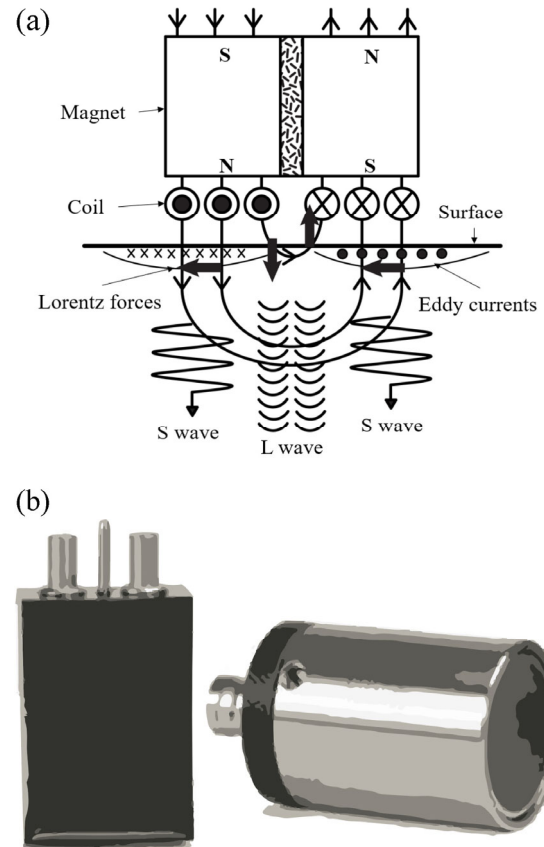 (a)
S N
Magnet
N S
Coil
Surface
Lorentz forces
Eddy currents
S wave
L wave
S wave
(b)